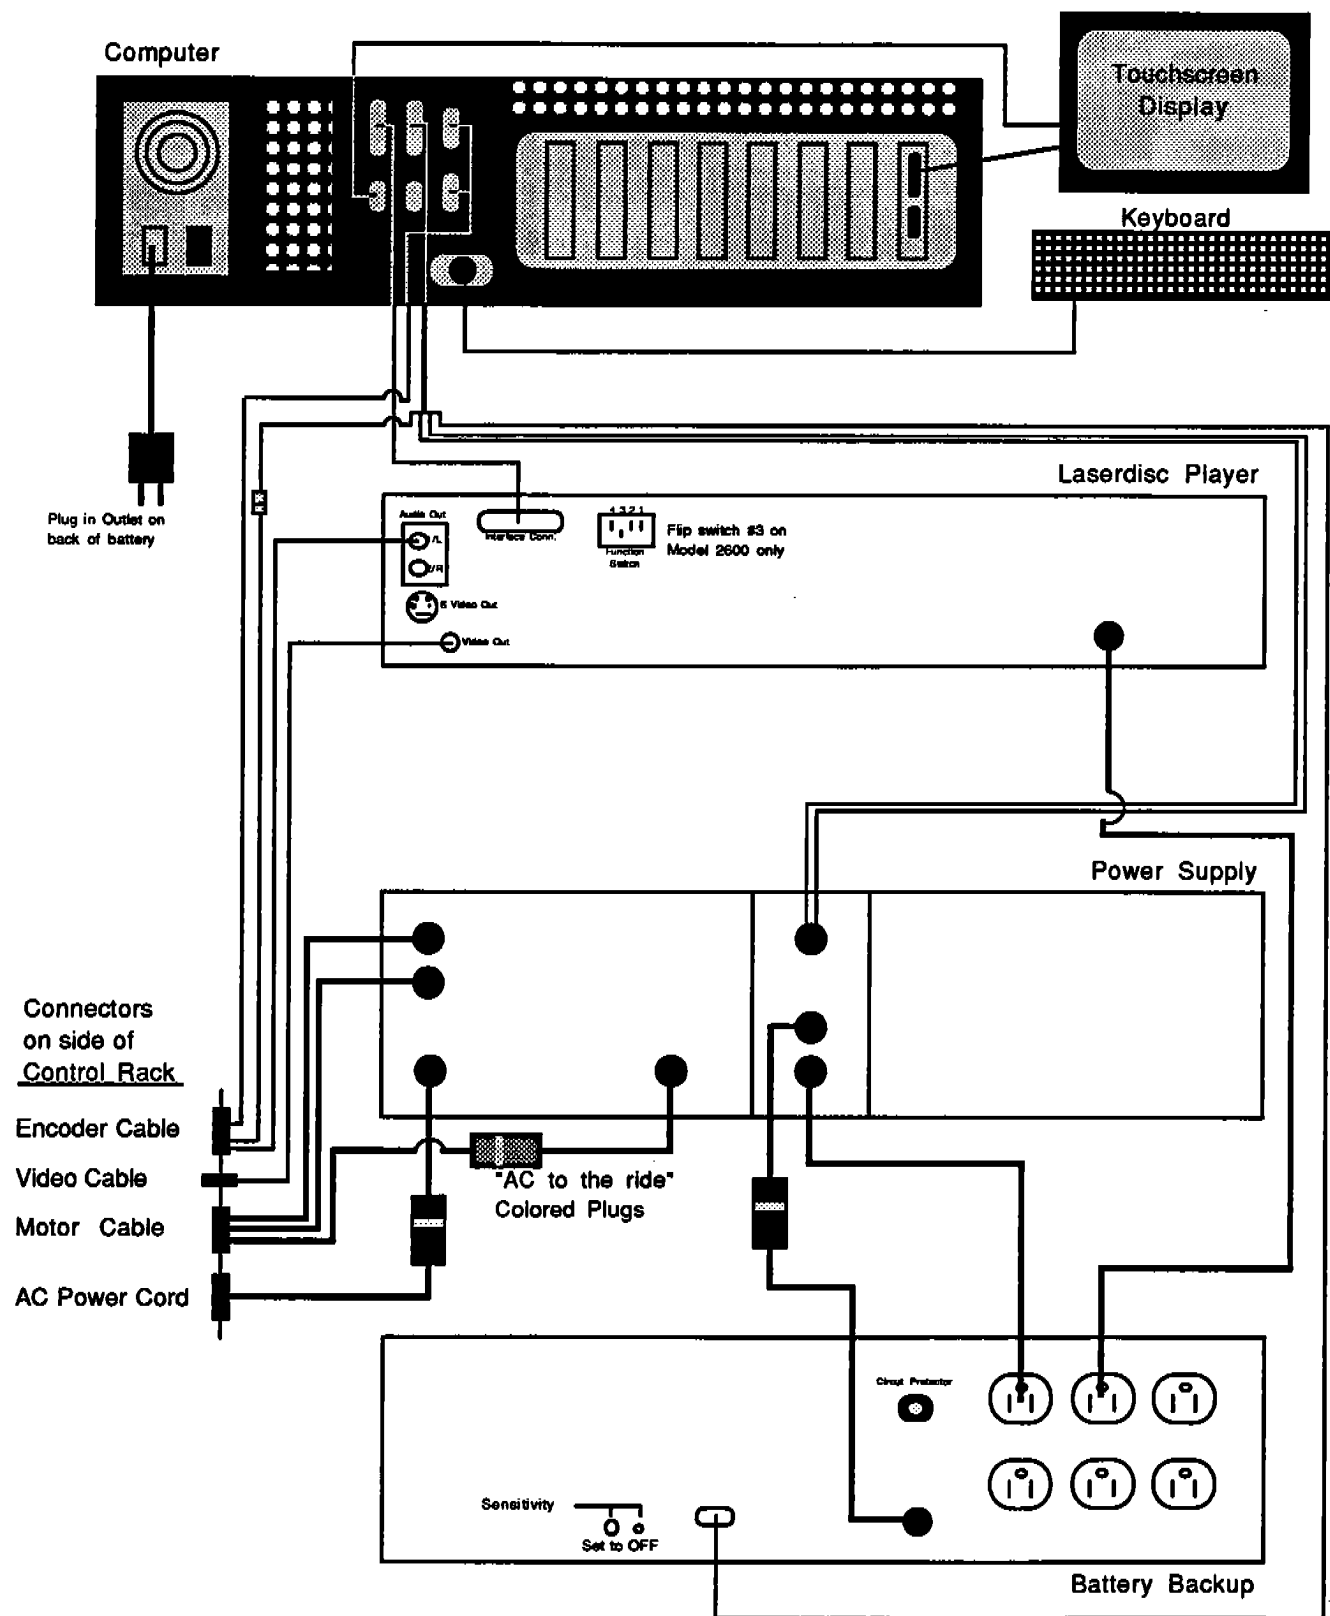 Computer
Touchscreen
Display
Keyboard
Plug in Outlet on
back of battery
Laserdisc Player
Audio Out
1/L
2/R
S Video Out
Video Out
Interface Conn.
4 3 2 1
Function
Switch
Flip switch #3 on
Model 2600 only
Power Supply
Connectors
on side of
Control Rack
Encoder Cable
Video Cable
Motor Cable
AC Power Cord
"AC to the ride"
Colored Plugs
Circuit Protector
Sensitivity
Set to OFF
Battery Backup